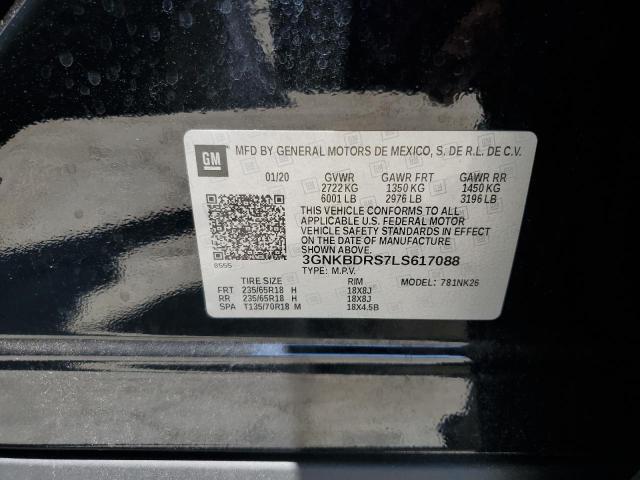 GM MFD BY GENERAL MOTORS DE MEXICO, S. DE R.L. DE C.V.
01/20 GVWR GAWR FRT GAWR RR
2722 KG 1350 KG 1450 KG
6001 LB 2976 LB 3196 LB
THIS VEHICLE CONFORMS TO ALL
APPLICABLE U.S. FEDERAL MOTOR
VEHICLE SAFETY STANDARDS IN EFFECT
ON THE DATE OF MANUFACTURE SHOWN ABOVE.
3GNKBDRS7LS617088
8555 TYPE: M.P.V. MODEL: 781NK26
TIRE SIZE RIM
FRT 235/65R18 H 18X8J
RR 235/65R18 H 18X8J
SPA T135/70R18 M 18X4.5B